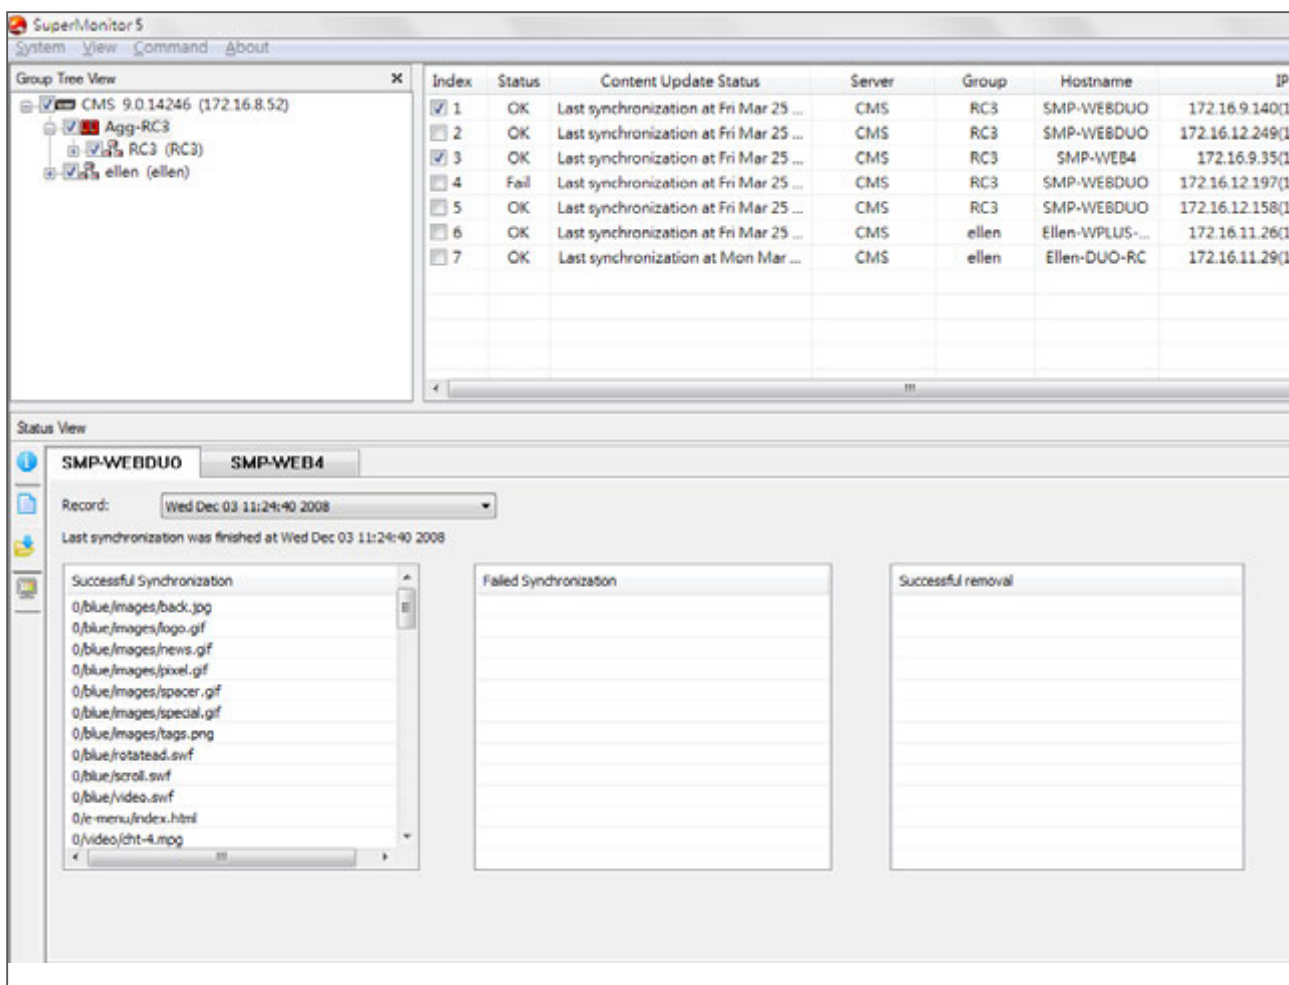 SuperMonitor 5
System View Command About
Group Tree View
CMS 9.0.14246 (172.16.8.52)
Agg-RC3
RC3 (RC3)
ellen (ellen)
Index Status Content Update Status Server Group Hostname IP
1 OK Last synchronization at Fri Mar 25 ... CMS RC3 SMP-WEBDUO 172.16.9.140(1
2 OK Last synchronization at Fri Mar 25 ... CMS RC3 SMP-WEBDUO 172.16.12.249(1
3 OK Last synchronization at Fri Mar 25 ... CMS RC3 SMP-WEB4 172.16.9.35(1
4 Fail Last synchronization at Fri Mar 25 ... CMS RC3 SMP-WEBDUO 172.16.12.197(1
5 OK Last synchronization at Fri Mar 25 ... CMS RC3 SMP-WEBDUO 172.16.12.158(1
6 OK Last synchronization at Fri Mar 25 ... CMS ellen Ellen-WPLUS-... 172.16.11.26(1
7 OK Last synchronization at Mon Mar ... CMS ellen Ellen-DUO-RC 172.16.11.29(1
Status View
SMP-WEBDUO SMP-WEB4
Record: Wed Dec 03 11:24:40 2008
Last synchronization was finished at Wed Dec 03 11:24:40 2008
Successful Synchronization
0/blue/images/back.jpg
0/blue/images/logo.gif
0/blue/images/news.gif
0/blue/images/pixel.gif
0/blue/images/spacer.gif
0/blue/images/special.gif
0/blue/images/tags.png
0/blue/rotatead.swf
0/blue/scroll.swf
0/blue/video.swf
0/e-menu/index.html
0/video/cht-4.mpg
Failed Synchronization
Successful removal